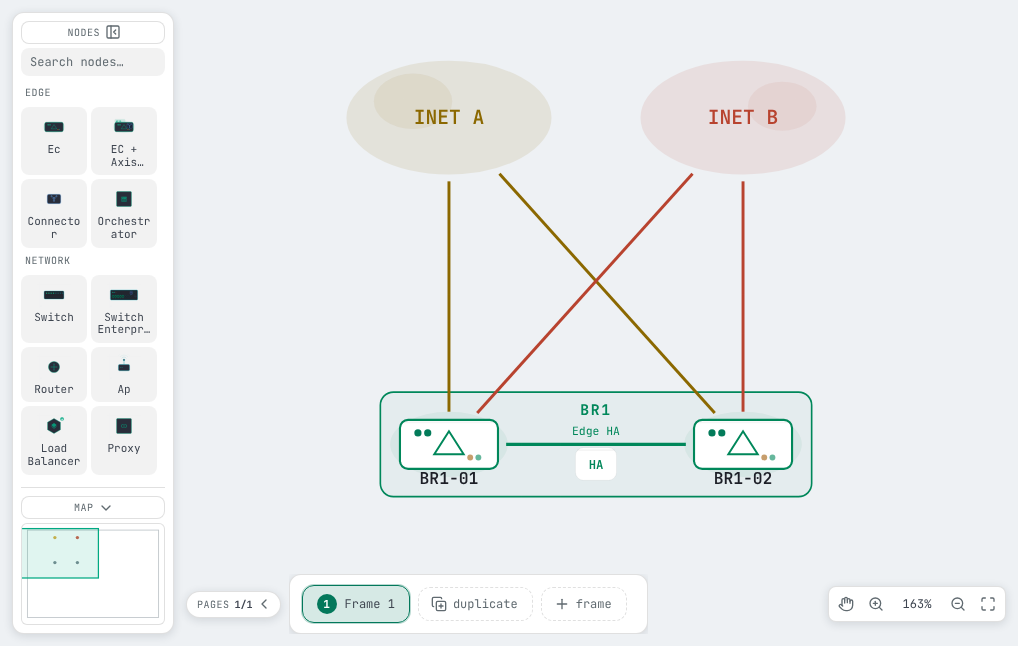 NODES
Search nodes…
EDGE
Ec
EC +
Axis…
Connecto
r
Orchestr
ator
NETWORK
Switch
Switch
Enterpr…
Router
Ap
Load
Balancer
Proxy
MAP
INET A
INET B
BR1
Edge HA
HA
BR1-01
BR1-02
PAGES 1/1
1 Frame 1
duplicate
frame
163%